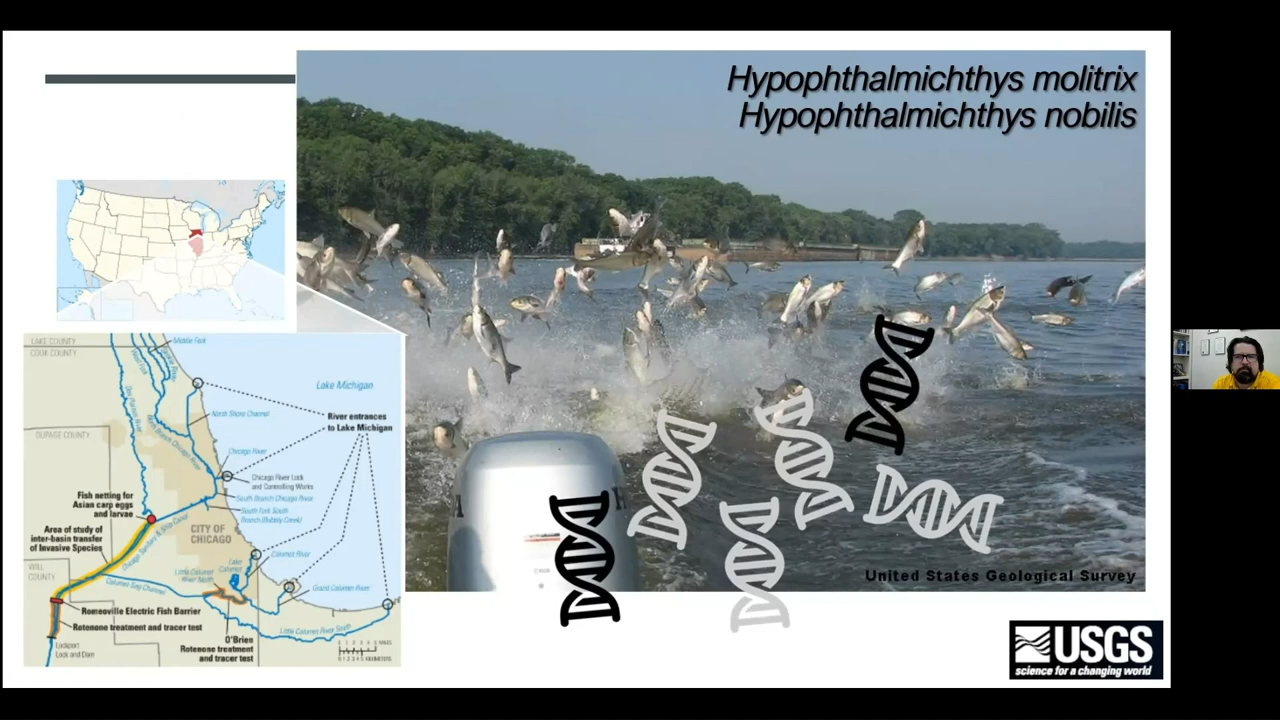 Hypophthalmichthys molitrix
Hypophthalmichthys nobilis
LAKE COUNTY
COOK COUNTY
Middle Fork
Lake Michigan
River entrances
to Lake Michigan
North Shore Channel
DUPAGE COUNTY
Chicago River
Chicago River Lock
and Controlling Works
South Branch Chicago River
South Fork South
Branch (Bubbly Creek)
Fish netting for
Asian carp eggs
and larvae
Area of study of
inter-basin transfer
of Invasive Species
CITY OF
CHICAGO
Chicago Sanitary & Ship Canal
Calumet River
Lake
Calumet
Little Calumet
River North
WILL
COUNTY
Calumet-Sag Channel
Grand Calumet River
Romeoville Electric Fish Barrier
Rotenone treatment and tracer test
Little Calumet River South
O'Brien
Rotenone treatment
and tracer test
Lockport
Lock and Dam
United States Geological Survey
USGS
science for a changing world